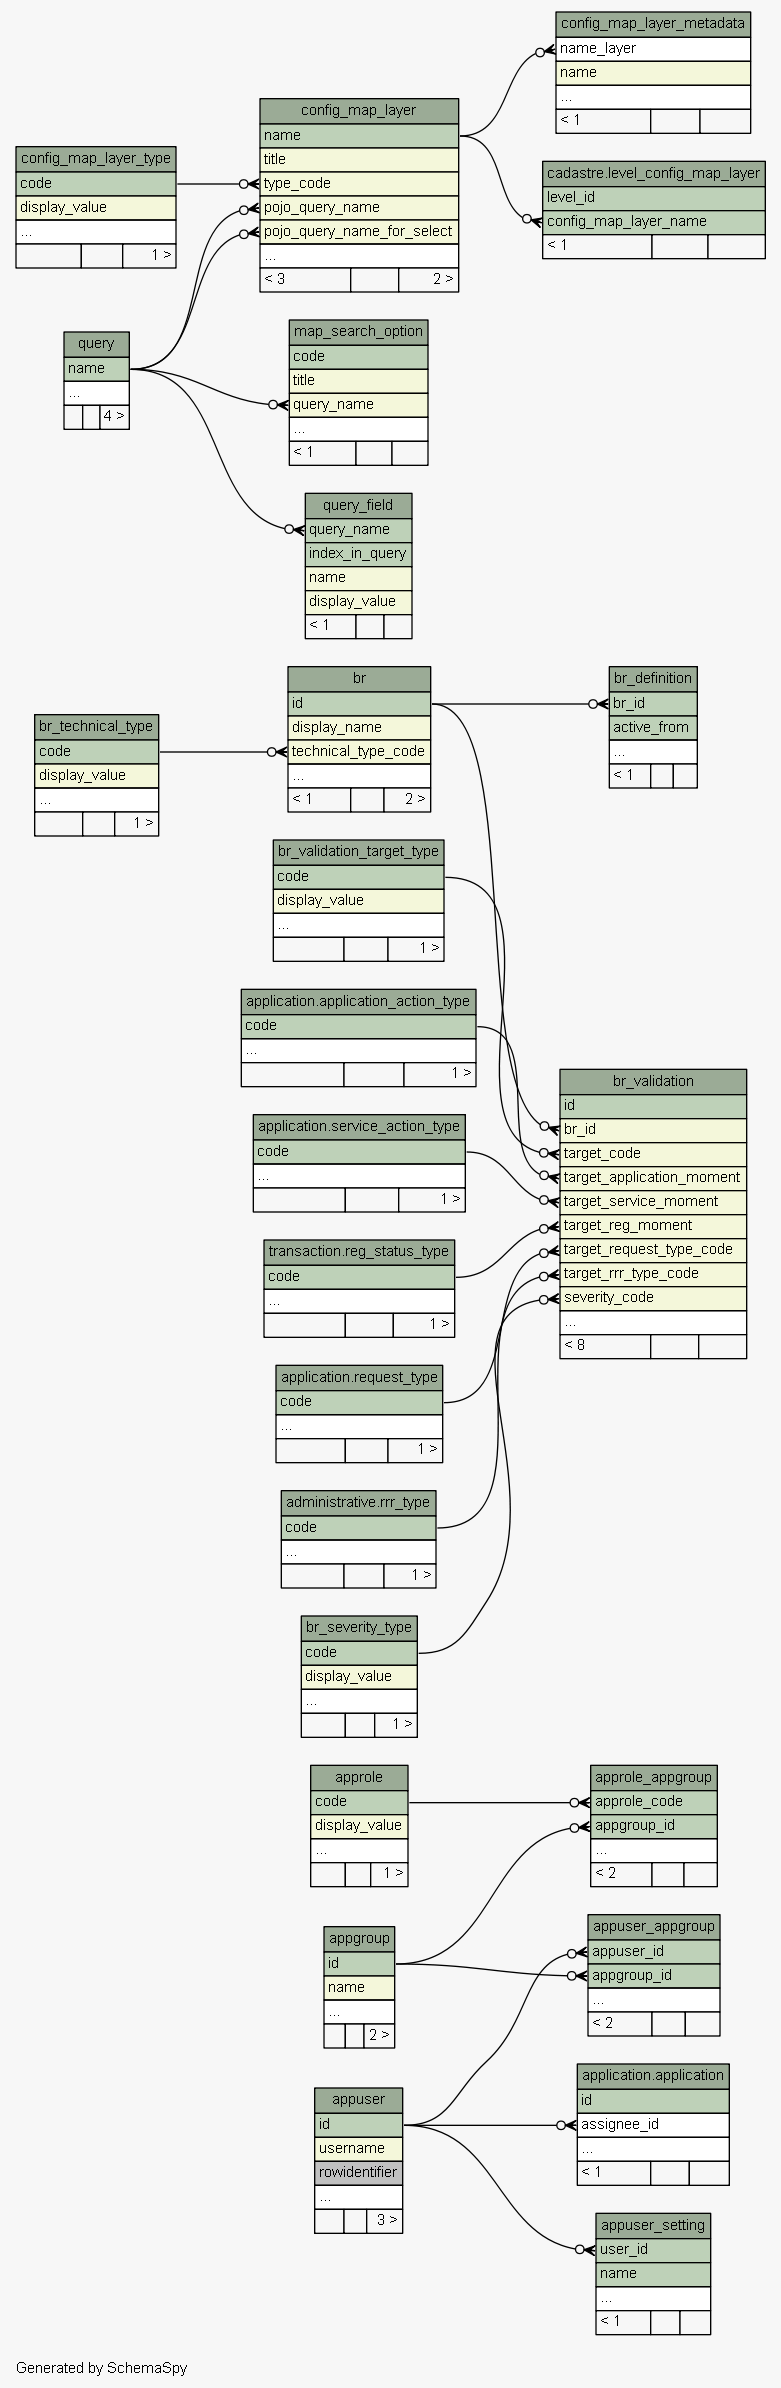 config_map_layer_metadata
name_layer
name
...
< 1
config_map_layer
name
title
type_code
pojo_query_name
pojo_query_name_for_select
...
< 3 2 >
config_map_layer_type
code
display_value
...
1 >
cadastre.level_config_map_layer
level_id
config_map_layer_name
< 1
query
name
...
4 >
map_search_option
code
title
query_name
...
< 1
query_field
query_name
index_in_query
name
display_value
< 1
br
id
display_name
technical_type_code
...
< 1 2 >
br_definition
br_id
active_from
...
< 1
br_technical_type
code
display_value
...
1 >
br_validation_target_type
code
display_value
...
1 >
application.application_action_type
code
...
1 >
br_validation
id
br_id
target_code
target_application_moment
target_service_moment
target_reg_moment
target_request_type_code
target_rrr_type_code
severity_code
...
< 8
application.service_action_type
code
...
1 >
transaction.reg_status_type
code
...
1 >
application.request_type
code
...
1 >
administrative.rrr_type
code
...
1 >
br_severity_type
code
display_value
...
1 >
approle
code
display_value
...
1 >
approle_appgroup
approle_code
appgroup_id
...
< 2
appgroup
id
name
...
2 >
appuser_appgroup
appuser_id
appgroup_id
...
< 2
appuser
id
username
rowidentifier
...
3 >
application.application
id
assignee_id
...
< 1
appuser_setting
user_id
name
...
< 1
Generated by SchemaSpy